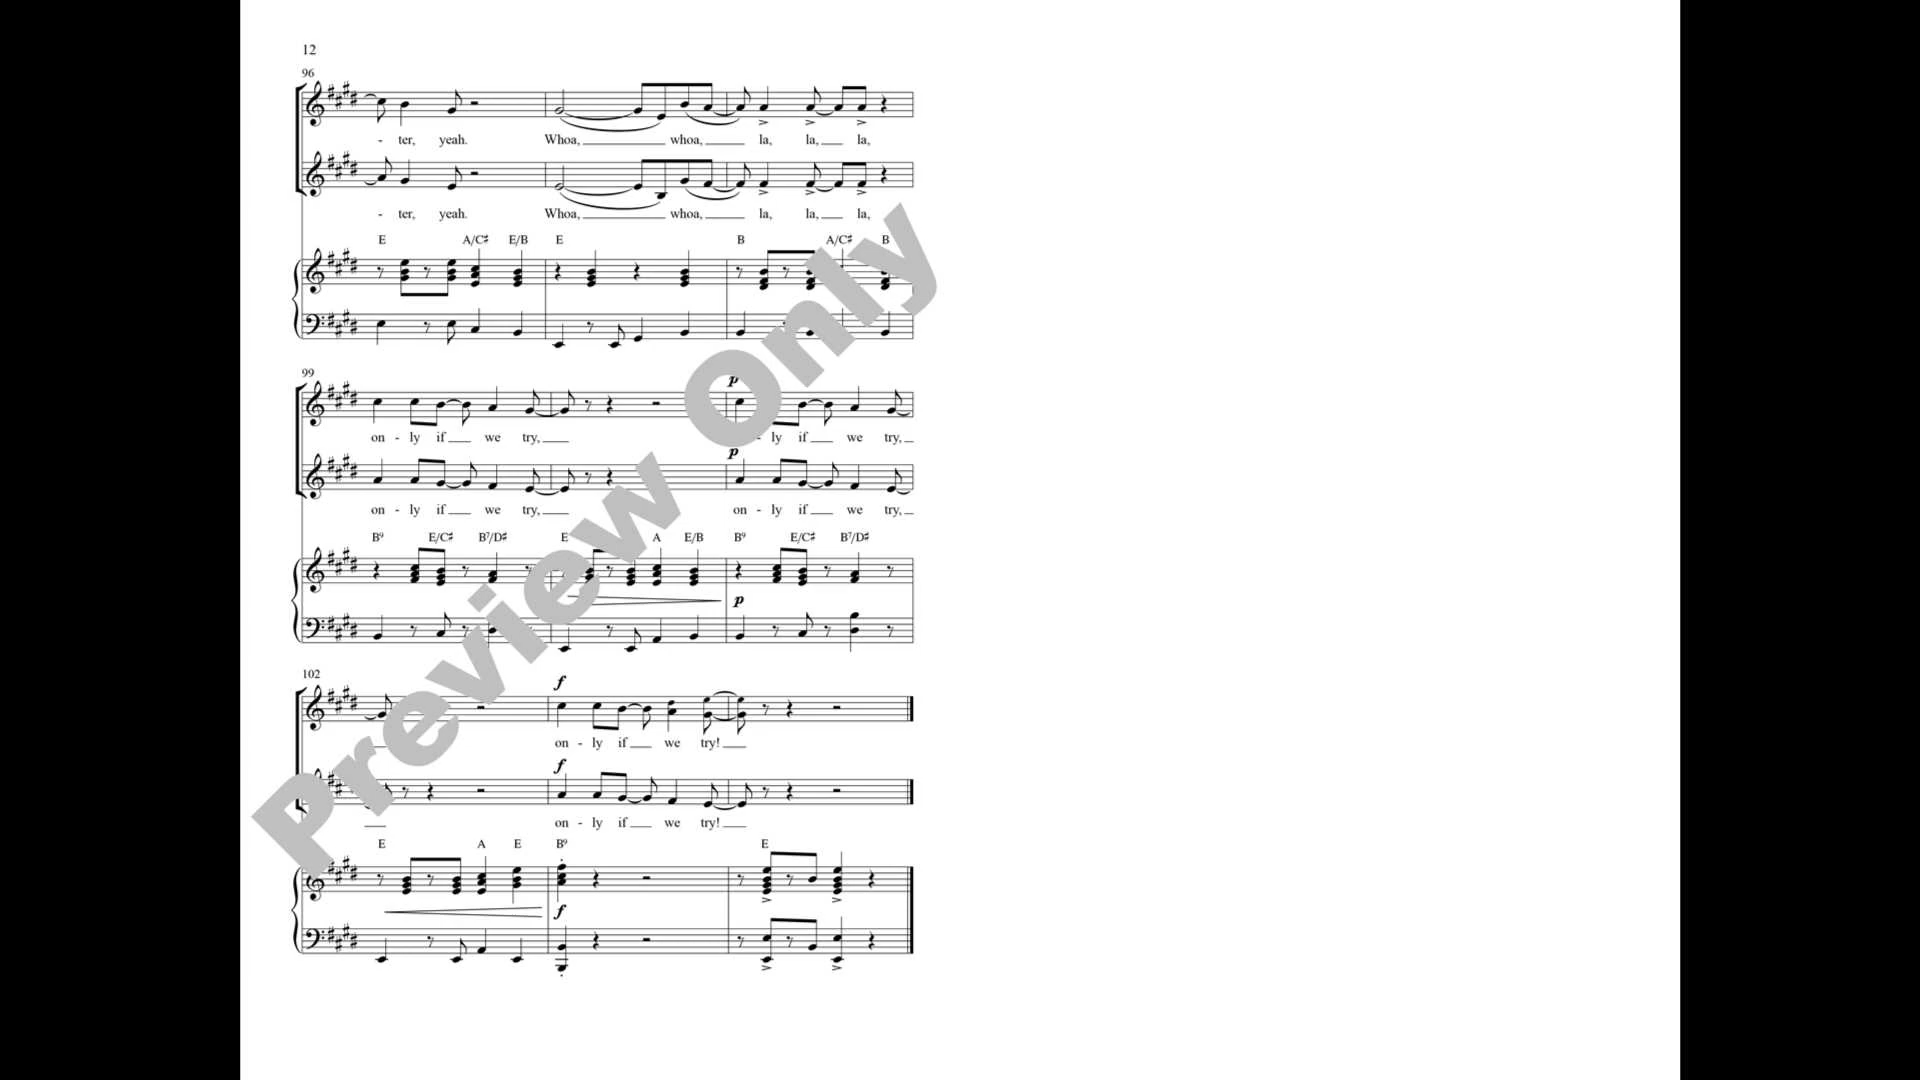 12
96
- ter, yeah. Whoa, whoa, la, la, la,
- ter, yeah. Whoa, whoa, la, la, la,
E A/C♯ E/B E B A/C♯ B
99
p
on - ly if we try, - ly if we try,
p
on - ly if we try, on - ly if we try,
B9 E/C♯ B7/D♯ E A E/B B9 E/C♯ B7/D♯
p
102
f
on - ly if we try!
f
on - ly if we try!
E A E B9 E
f
Preview Only